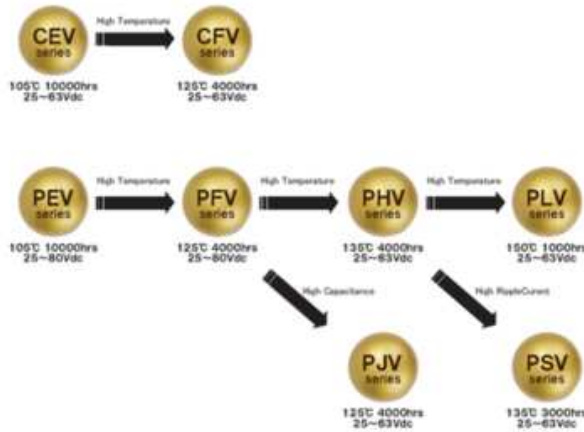 High Temperature
CEV
series
CFV
series
105℃ 10000hrs
25~63Vdc
125℃ 4000hrs
25~63Vdc
High Temperature
High Temperature
High Temperature
PEV
series
PFV
series
PHV
series
PLV
series
105℃ 10000hrs
25~80Vdc
125℃ 4000hrs
25~80Vdc
135℃ 4000hrs
25~63Vdc
150℃ 1000hrs
25~63Vdc
High Capacitance
High RippleCurrent
PJV
series
PSV
series
125℃ 4000hrs
25~63Vdc
135℃ 3000hrs
25~63Vdc